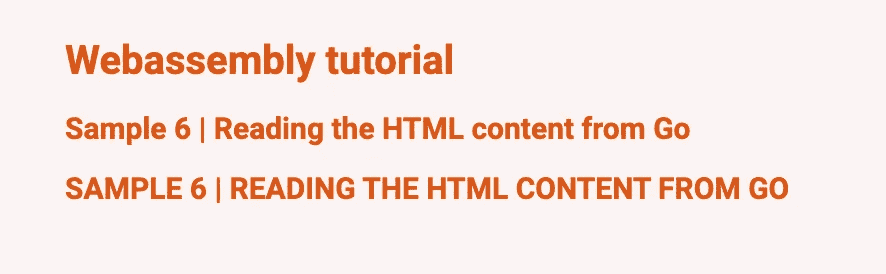 Webassembly tutorial
Sample 6 | Reading the HTML content from Go
SAMPLE 6 | READING THE HTML CONTENT FROM GO